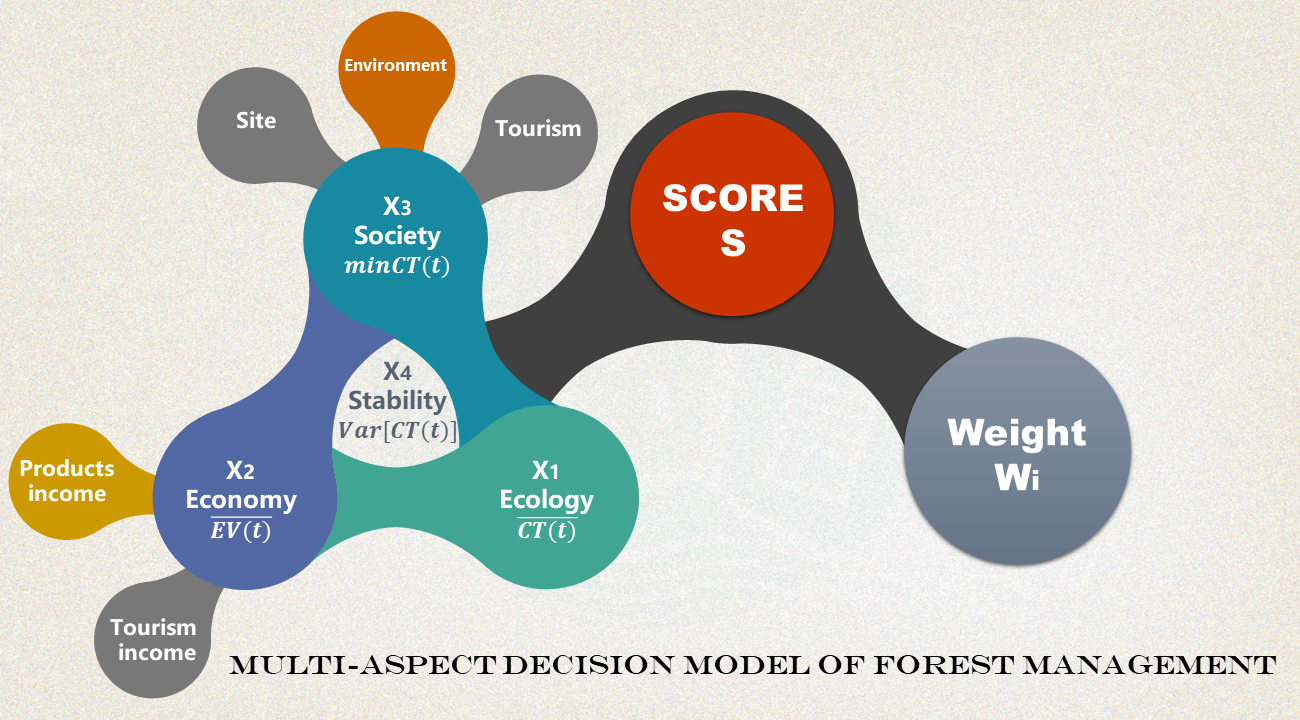 Environment
Site
Tourism
X3
Society
minCT(t)
SCORE
S
X4
Stability
Var[CT(t)]
Weight
Wi
Products
income
X2
Economy
\overline{EV(t)}
X1
Ecology
\overline{CT(t)}
Tourism
income
MULTI-ASPECT DECISION MODEL OF FOREST MANAGEMENT